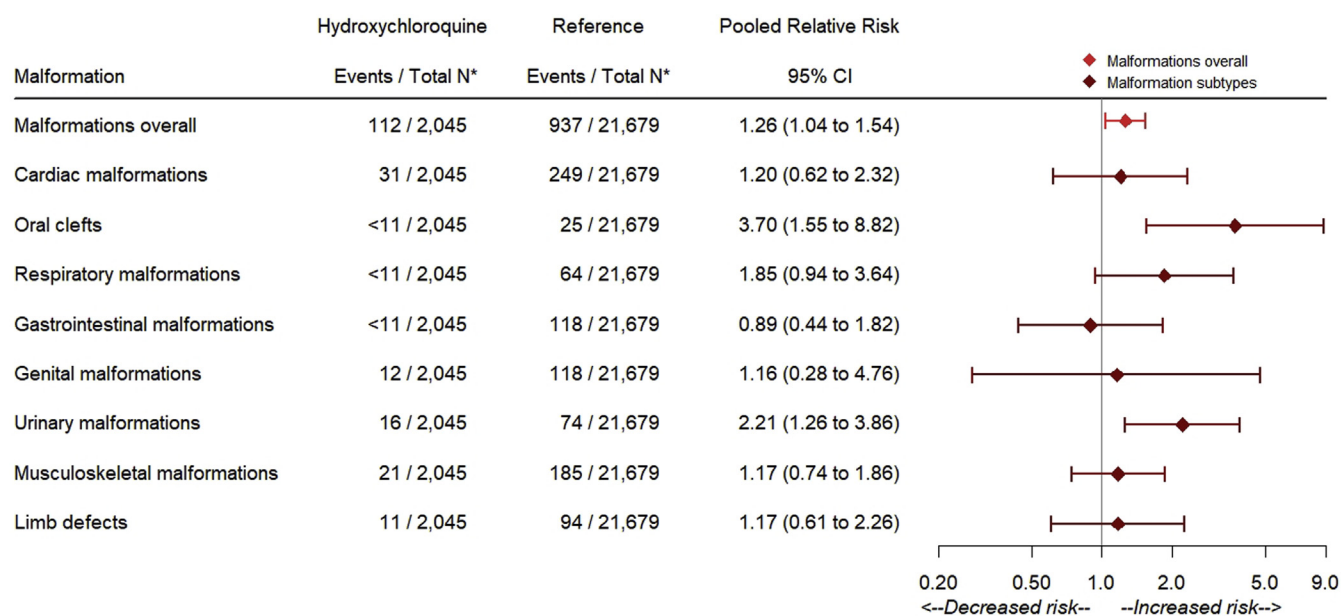 Hydroxychloroquine Reference Pooled Relative Risk
Malformation Events / Total N* Events / Total N* 95% CI
Malformations overall
Malformation subtypes
Malformations overall 112 / 2,045 937 / 21,679 1.26 (1.04 to 1.54)
Cardiac malformations 31 / 2,045 249 / 21,679 1.20 (0.62 to 2.32)
Oral clefts <11 / 2,045 25 / 21,679 3.70 (1.55 to 8.82)
Respiratory malformations <11 / 2,045 64 / 21,679 1.85 (0.94 to 3.64)
Gastrointestinal malformations <11 / 2,045 118 / 21,679 0.89 (0.44 to 1.82)
Genital malformations 12 / 2,045 118 / 21,679 1.16 (0.28 to 4.76)
Urinary malformations 16 / 2,045 74 / 21,679 2.21 (1.26 to 3.86)
Musculoskeletal malformations 21 / 2,045 185 / 21,679 1.17 (0.74 to 1.86)
Limb defects 11 / 2,045 94 / 21,679 1.17 (0.61 to 2.26)
0.20 0.50 1.0 2.0 5.0 9.0
<--Decreased risk-- --Increased risk-->